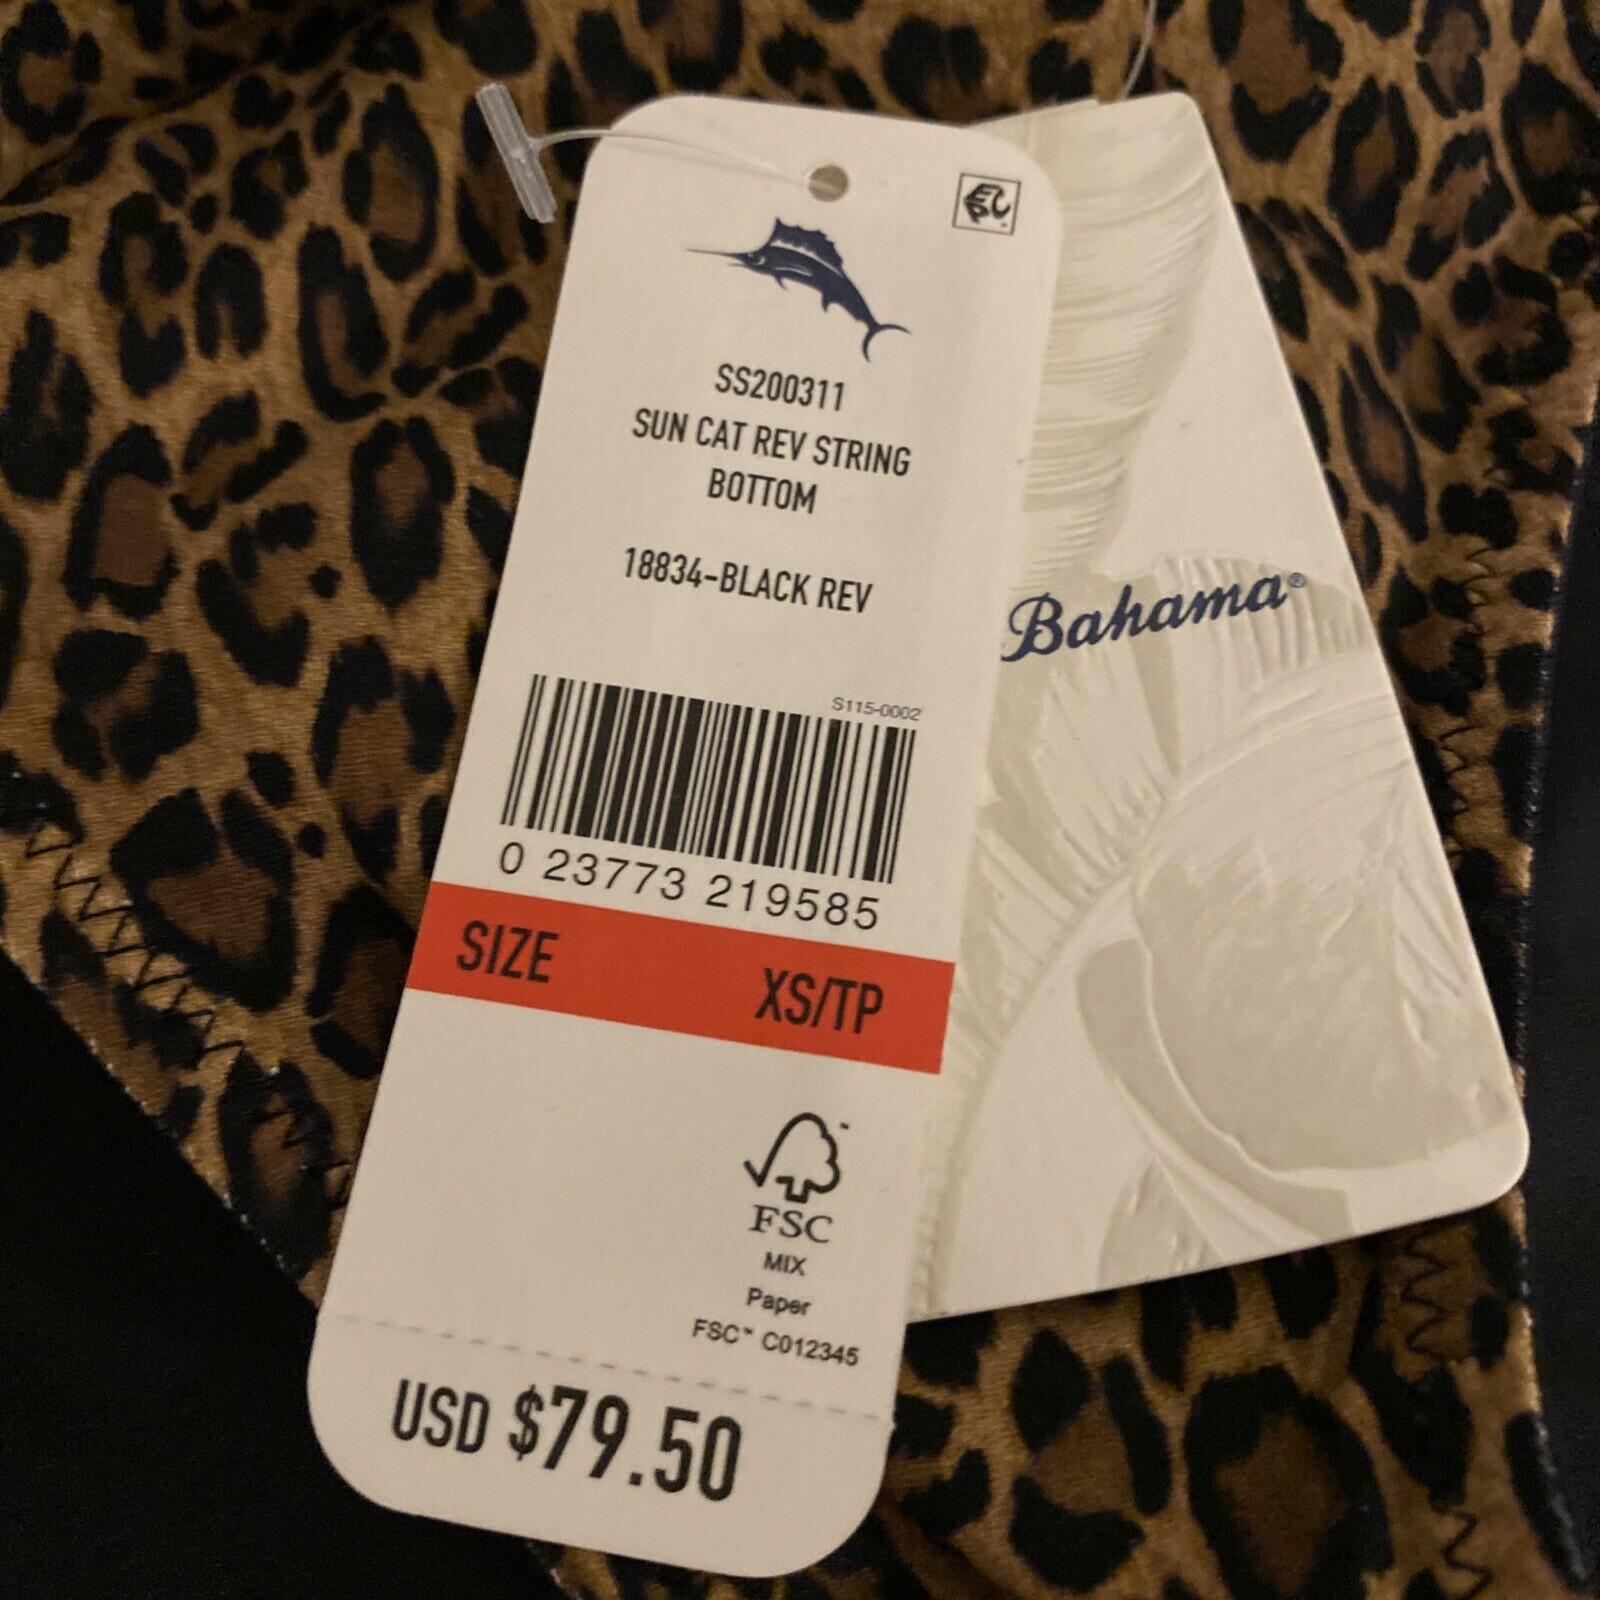 SS200311
SUN CAT REV STRING
BOTTOM
18834-BLACK REV
S115-0002
0 23773 219585
SIZE XS/TP
FSC
MIX
Paper
FSC™ C012345
USD $79.50
Bahama®